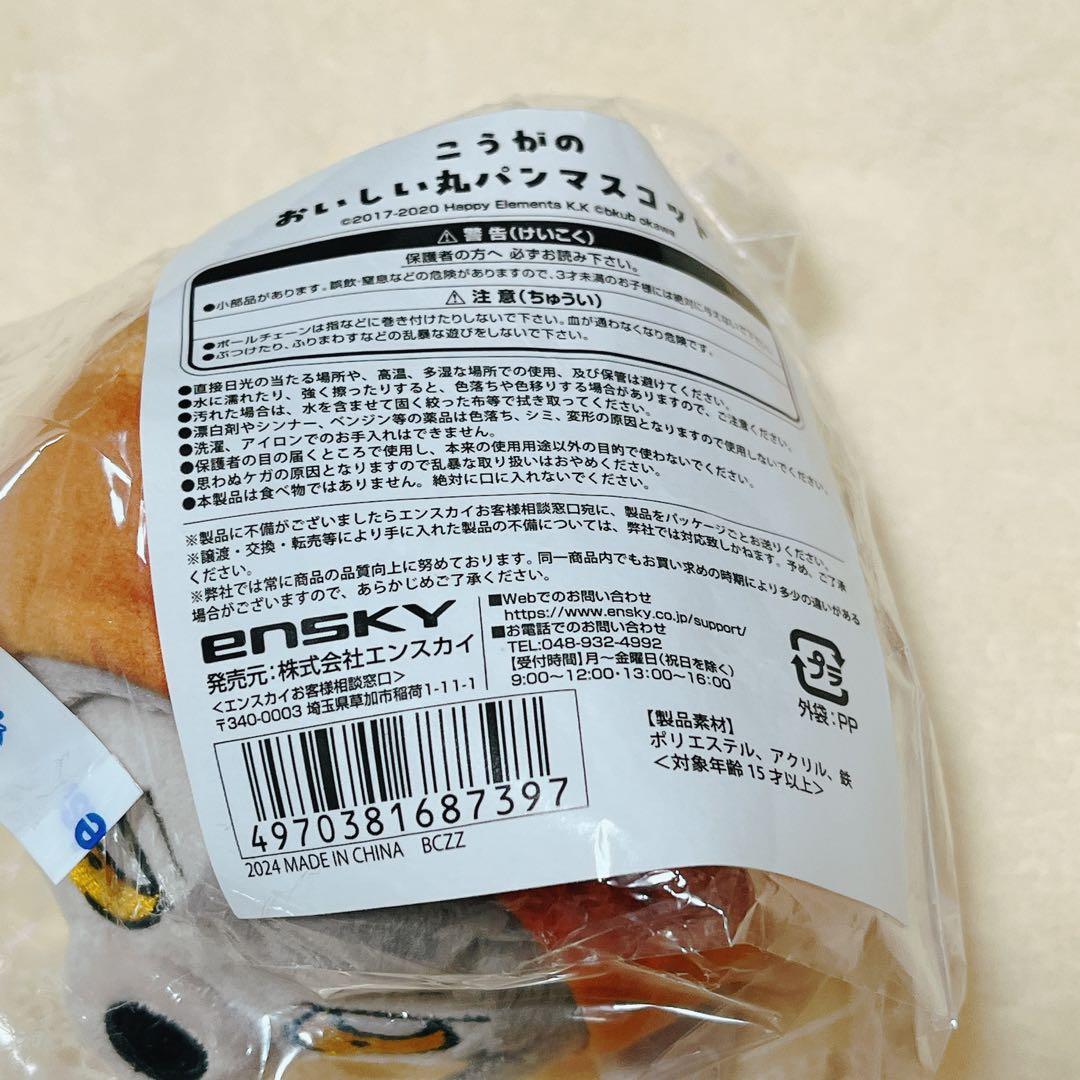 こうがの
おいしい丸パンマスコット
©2017-2020 Happy Elements K.K ©bkub okawa
⚠ 警告(けいこく)
保護者の方へ 必ずお読み下さい。
●小部品があります。誤飲・窒息などの危険がありますので、3才未満のお子様には絶対に与えないで下さい。
⚠ 注意(ちゅうい)
●ボールチェーンは指などに巻き付けたりしないで下さい。血が通わなくなり危険です。
●ぶつけたり、ふりまわすなどの乱暴な遊びをしないで下さい。
●直接日光の当たる場所や、高温、多湿な場所での使用、及び保管は避けてください。
●水に濡れたり、強く擦ったりすると、色落ちや色移りする場合がありますので、ご注意ください。
●汚れた場合は、水を含ませて固く絞った布等で拭き取ってください。
●漂白剤やシンナー、ベンジン等の薬品は色落ち、シミ、変形の原因となりますので使用しないでください。
●洗濯、アイロンでのお手入れはできません。
●保護者の目の届くところで使用し、本来の使用用途以外の目的で使わないでください。
●思わぬケガの原因となりますので乱暴な取り扱いはおやめください。
●本製品は食べ物ではありません。絶対に口に入れないでください。
※製品に不備がございましたらエンスカイお客様相談窓口宛に、製品をパッケージごとお送りください。
※譲渡・交換・転売等により手に入れた製品の不備については、弊社では対応致しかねます。予め、ご了承
ください。
※弊社では常に商品の品質向上に努めております。同一商品内でもお買い求めの時期により多少の違いがある
場合がございますので、あらかじめご了承ください。
ensky
発売元:株式会社エンスカイ
<エンスカイお客様相談窓口>
〒340-0003 埼玉県草加市稲荷1-11-1
■Webでのお問い合わせ
https://www.ensky.co.jp/support/
■お電話でのお問い合わせ
TEL:048-932-4992
【受付時間】月～金曜日(祝日を除く)
9:00～12:00・13:00～16:00
プラ
外袋:PP
【製品素材】
ポリエステル、アクリル、鉄
<対象年齢15才以上>
4970381687397
2024 MADE IN CHINA BCZZ